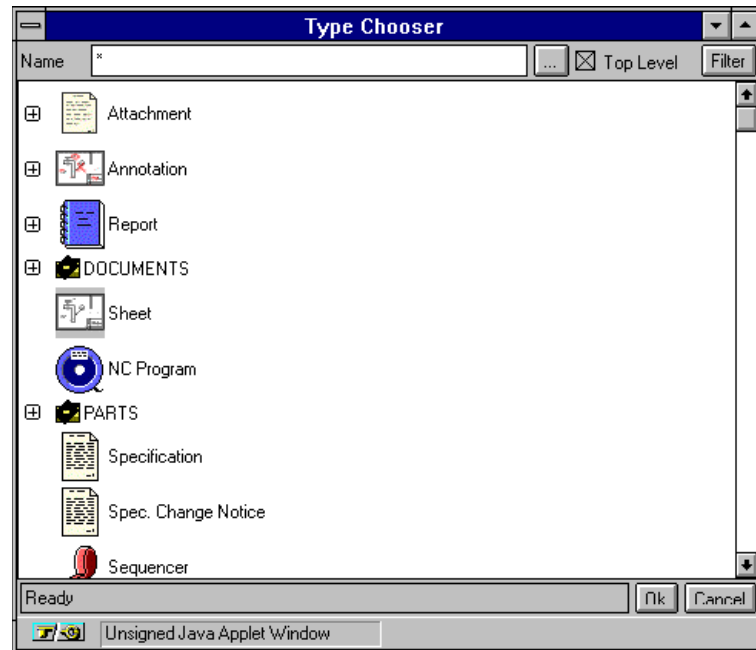 Type Chooser
Name * ... Top Level Filter
Attachment
Annotation
Report
DOCUMENTS
Sheet
NC Program
PARTS
Specification
Spec. Change Notice
Sequencer
Ready Ok Cancel
Unsigned Java Applet Window